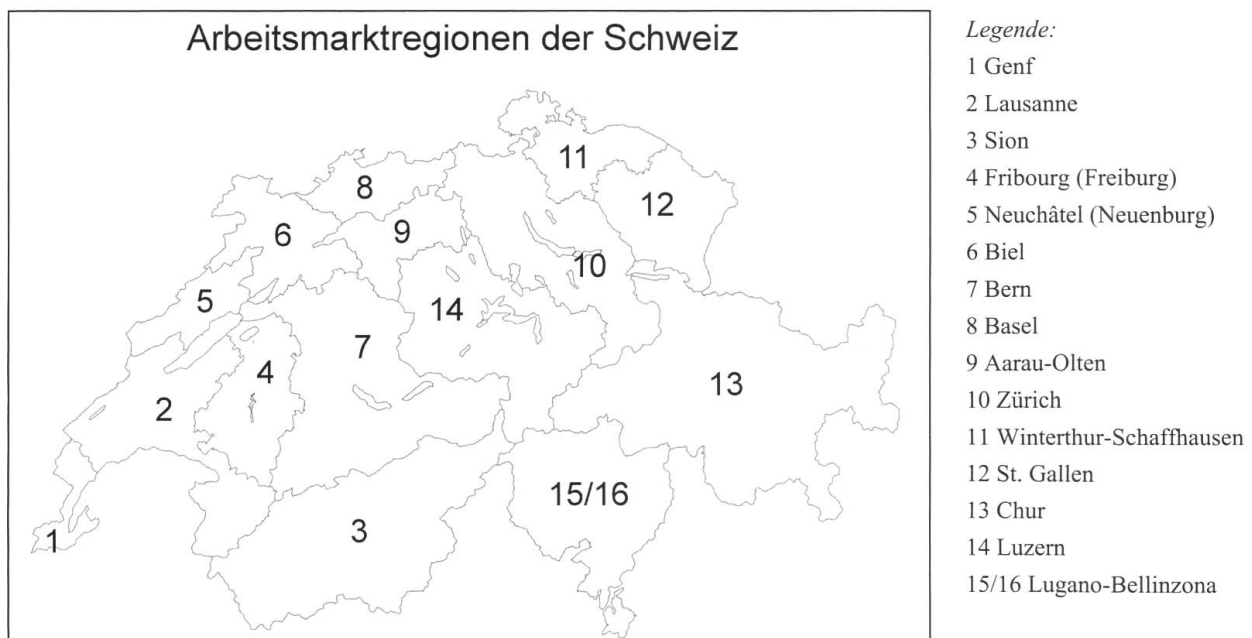 Arbeitsmarktregionen der Schweiz
11
8
12
9
6
10
5
14
7
4
13
2
15/16
3
1
Legende:
1 Genf
2 Lausanne
3 Sion
4 Fribourg (Freiburg)
5 Neuchâtel (Neuenburg)
6 Biel
7 Bern
8 Basel
9 Aarau-Olten
10 Zürich
11 Winterthur-Schaffhausen
12 St. Gallen
13 Chur
14 Luzern
15/16 Lugano-Bellinzona